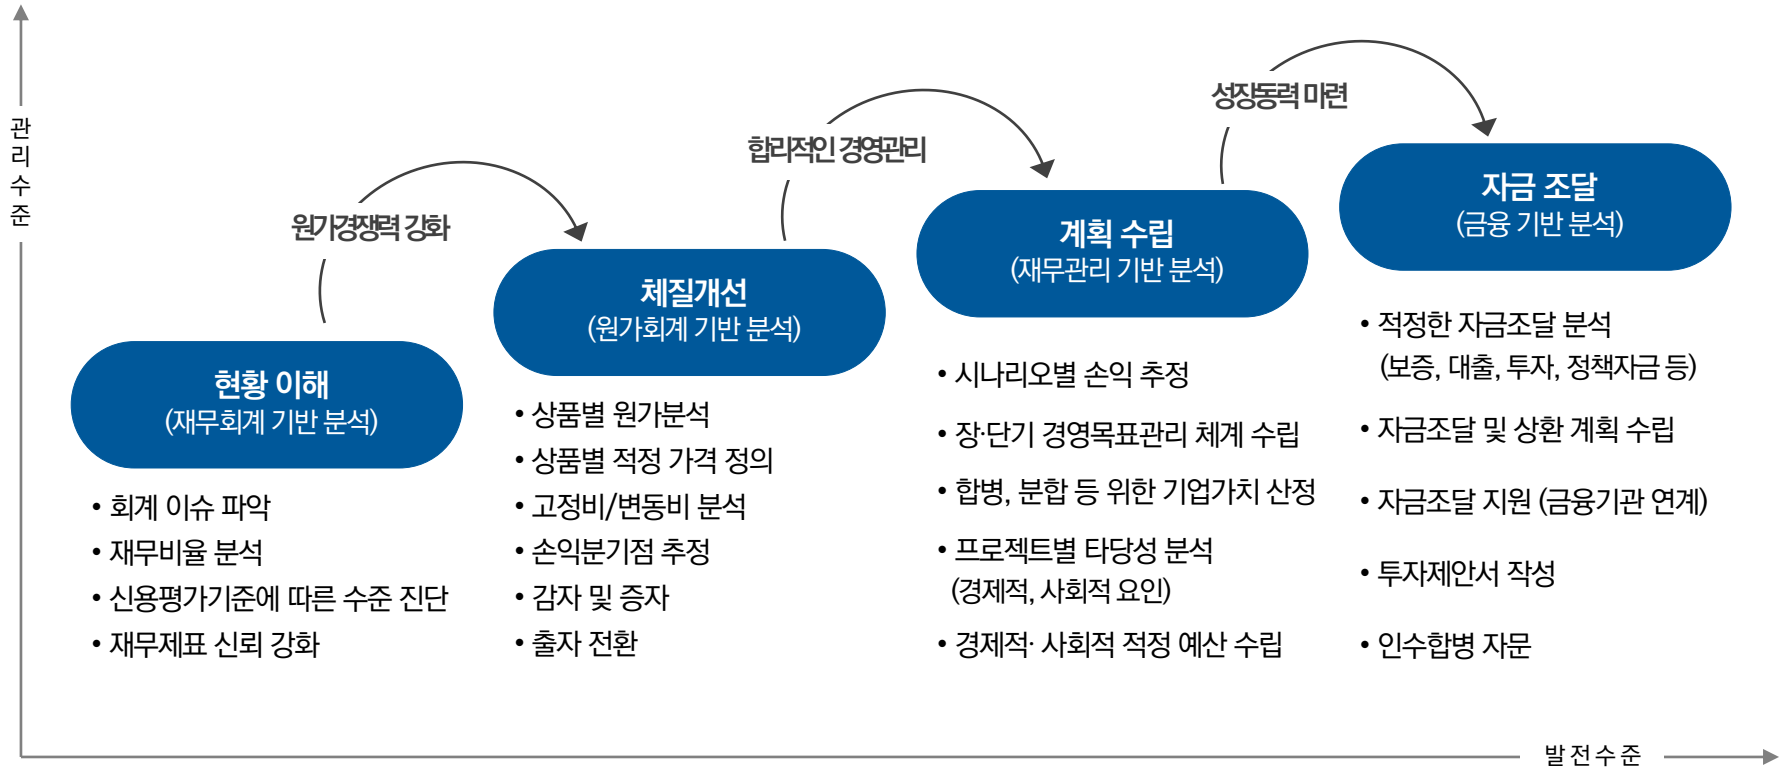 관리수준
원가경쟁력 강화
합리적인 경영관리
성장동력 마련
현황 이해
(재무회계 기반 분석)
• 회계 이슈 파악
• 재무비율 분석
• 신용평가기준에 따른 수준 진단
• 재무제표 신뢰 강화
체질개선
(원가회계 기반 분석)
• 상품별 원가분석
• 상품별 적정 가격 정의
• 고정비/변동비 분석
• 손익분기점 추정
• 감자 및 증자
• 출자 전환
계획 수립
(재무관리 기반 분석)
• 시나리오별 손익 추정
• 장·단기 경영목표관리 체계 수립
• 합병, 분합 등 위한 기업가치 산정
• 프로젝트별 타당성 분석
(경제적, 사회적 요인)
• 경제적· 사회적 적정 예산 수립
자금 조달
(금융 기반 분석)
• 적정한 자금조달 분석
(보증, 대출, 투자, 정책자금 등)
• 자금조달 및 상환 계획 수립
• 자금조달 지원 (금융기관 연계)
• 투자제안서 작성
• 인수합병 자문
발전수준